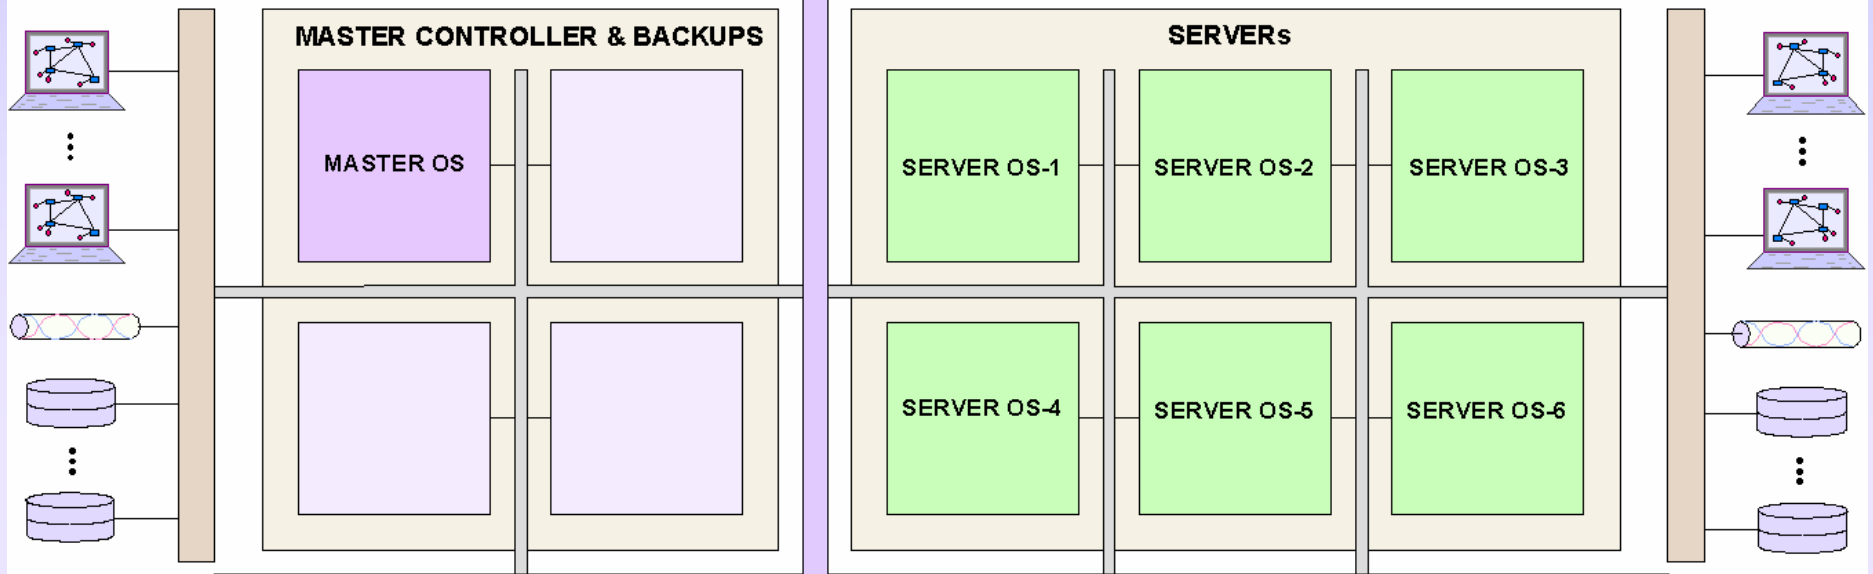 MASTER CONTROLLER & BACKUPS
SERVERs
MASTER OS
SERVER OS-1
SERVER OS-2
SERVER OS-3
SERVER OS-4
SERVER OS-5
SERVER OS-6